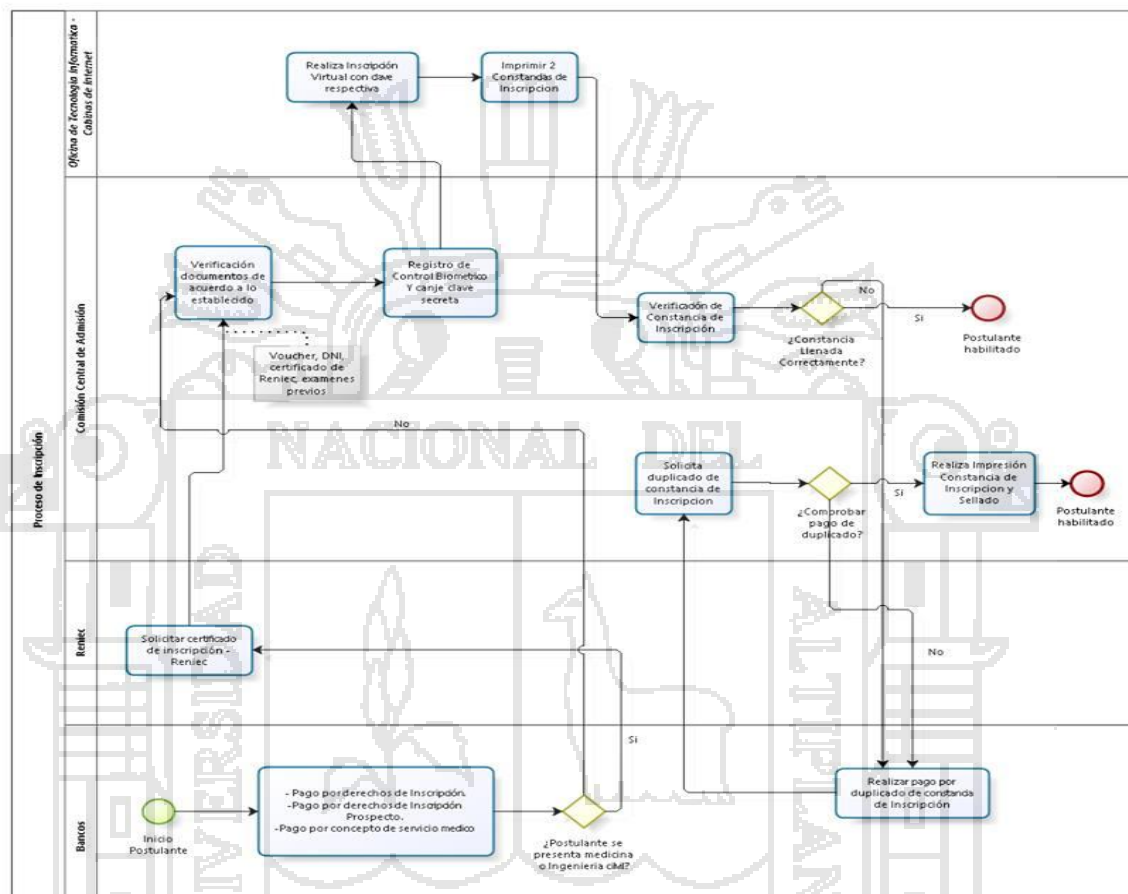 Proceso de Inscripción
Oficina de Tecnologia Informatica -
Cabinas de Internet
Realiza Inscripción
Virtual con clave
respectiva
Imprimir 2
Constancias de
Inscripcion
Comisión Central de Admisión
Verificación
documentos de
acuerdo a lo
establecido
Registro de
Control Biometrico
Y canje clave
secreta
Voucher, DNI,
certificado de
Reniec, examenes
previos
Verificación de
Constancia de
Inscripción
¿Constancia
Llenada
Correctamente?
No
Si
Postulante
habilitado
No
NACIONAL DEL
Solicita
duplicado de
constancia de
Inscripcion
¿Comprobar
pago de
duplicado?
Si
Realiza Impresión
Constancia de
Inscripcion y
Sellado
Postulante
habilitado
No
Reniec
Solicitar certificado
de inscripción -
Reniec
Si
Bancos
Inicio
Postulante
- Pago por derechos de Inscripción.
-Pago por derechos de Inscripción
Prospecto.
-Pago por concepto de servicio medico
¿Postulante se
presenta medicina
o Ingenieria civil?
Realizar pago por
duplicado de constancia
de Inscripción